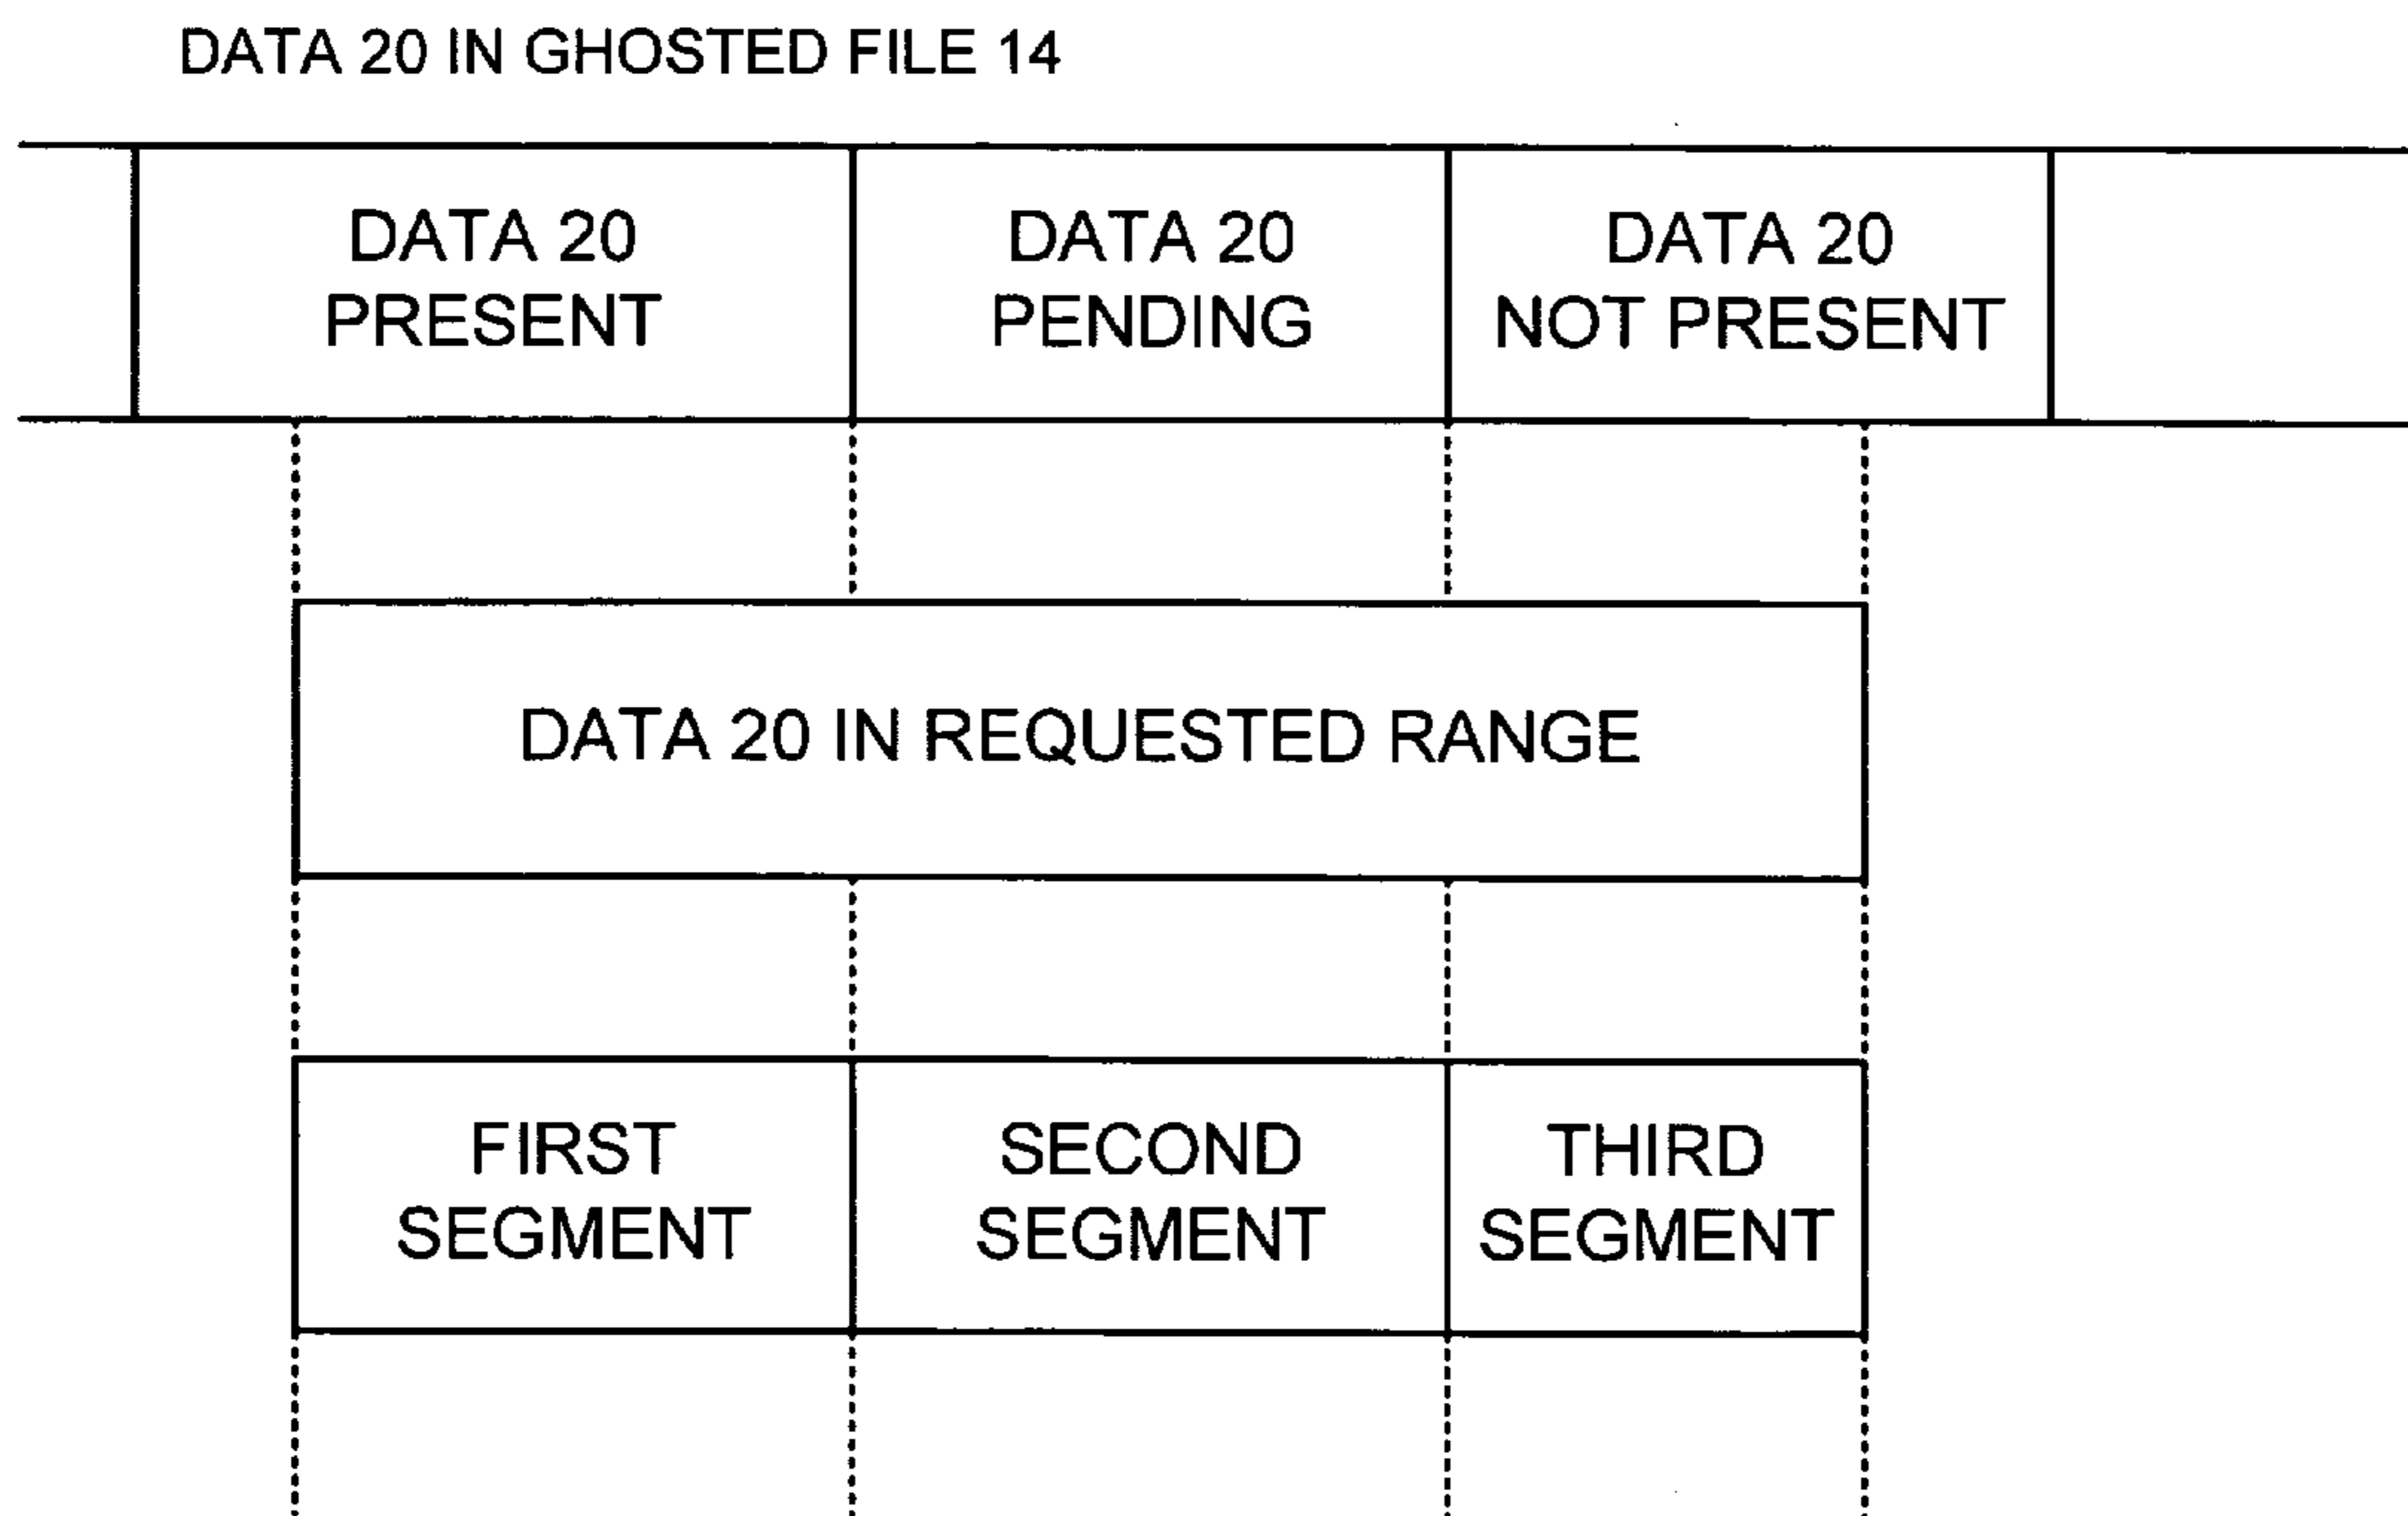 DATA 20 IN GHOSTED FILE 14
DATA 20
PRESENT
DATA 20
PENDING
DATA 20
NOT PRESENT
DATA 20 IN REQUESTED RANGE
FIRST
SEGMENT
SECOND
SEGMENT
THIRD
SEGMENT